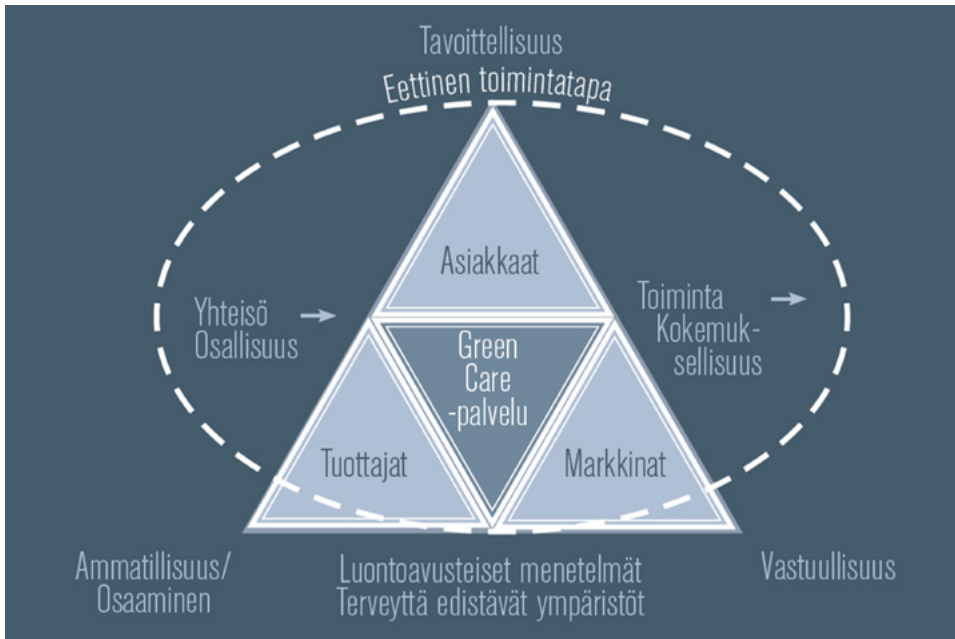 Tavoittellisuus
Eettinen toimintatapa
Asiakkaat
Yhteisö
Osallisuus
Toiminta
Kokemuk-
sellisuus
Green
Care
-palvelu
Tuottajat
Markkinat
Ammatillisuus/
Osaaminen
Luontoavusteiset menetelmät
Terveyttä edistävät ympäristöt
Vastuullisuus